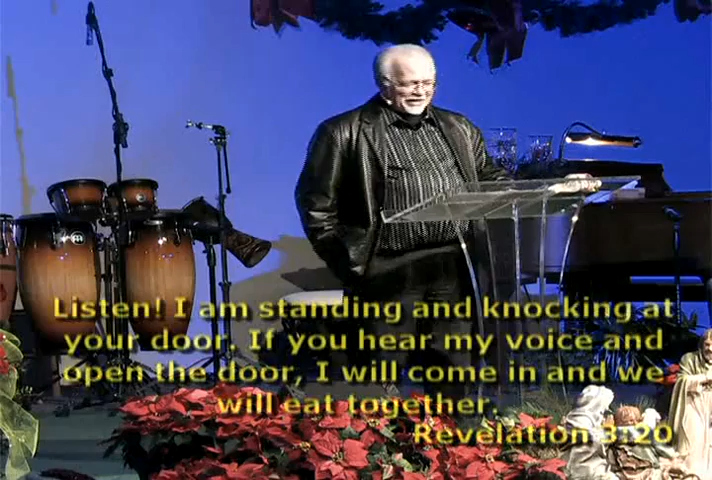 Listen! I am standing and knocking at
your door. If you hear my voice and
open the door, I will come in and we
will eat together.
Revelation 3:20